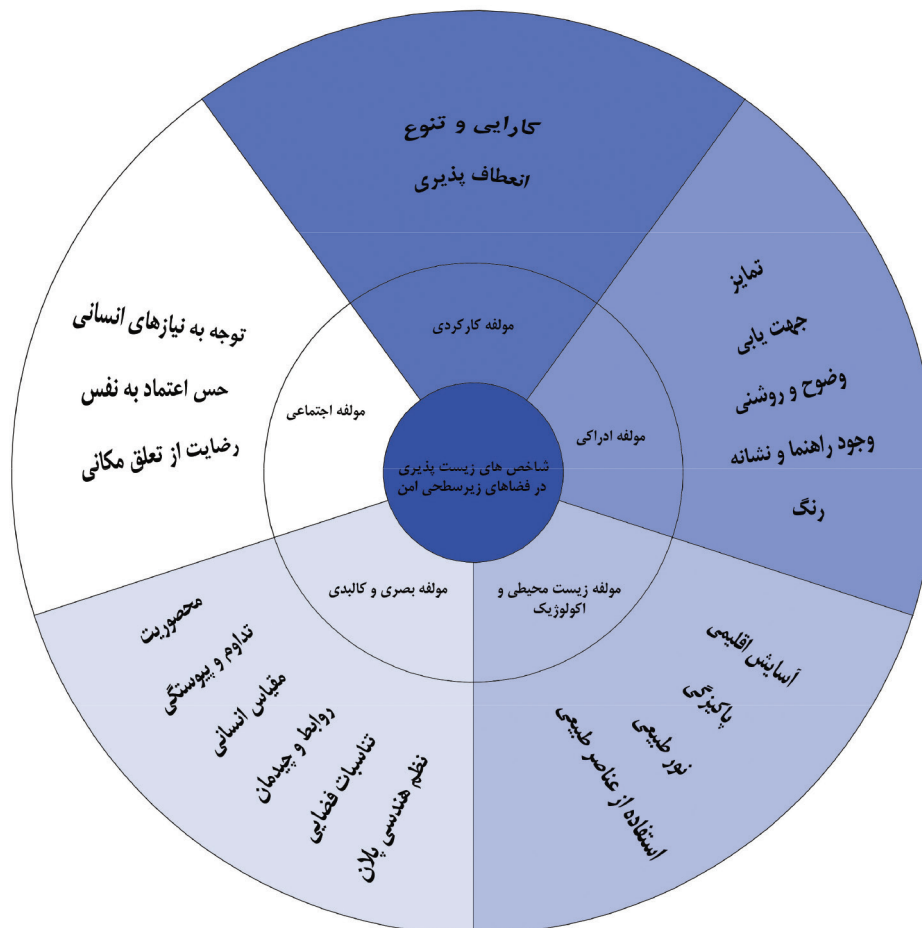 کارایی و تنوع
انعطاف پذیری
مولفه کارکردی
تمایز
جهت یابی
وضوح و روشنی
وجود راهنما و نشانه
رنگ
مولفه ادراکی
توجه به نیازهای انسانی
حس اعتماد به نفس
رضایت از تعلق مکانی
مولفه اجتماعی
شاخص های زیست پذیری
در فضاهای زیرسطحی امن
مولفه زیست محیطی و
اکولوژیک
آسایش اقلیمی
پاکیزگی
نور طبیعی
استفاده از عناصر طبیعی
مولفه بصری و کالبدی
محصوریت
تداوم و پیوستگی
مقیاس انسانی
روابط و چیدمان
تناسبات فضایی
نظم هندسی پلان